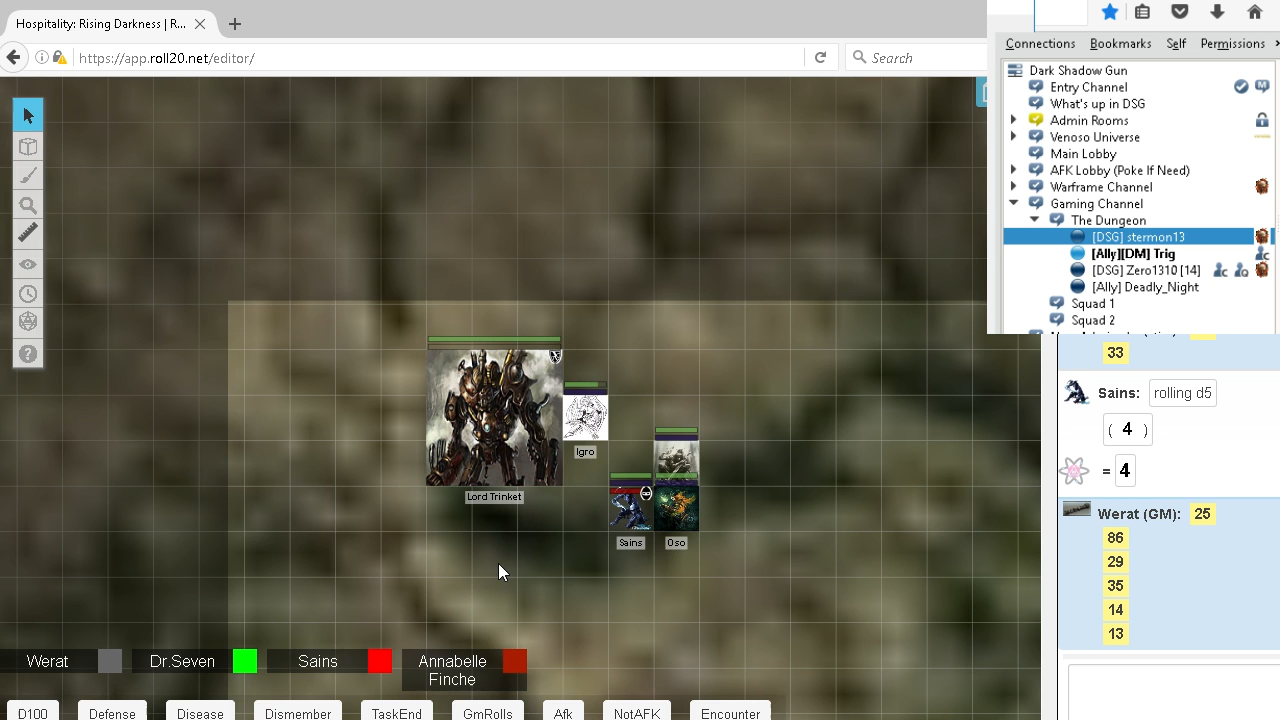 Hospitality: Rising Darkness | R...
https://app.roll20.net/editor/
Search
Connections Bookmarks Self Permissions
Dark Shadow Gun
Entry Channel
What's up in DSG
Admin Rooms
Venoso Universe
Main Lobby
AFK Lobby (Poke If Need)
Warframe Channel
Gaming Channel
The Dungeon
[DSG] stermon13
[Ally][DM] Trig
[DSG] Zero1310 [14]
[Ally] Deadly_Night
Squad 1
Squad 2
33
Sains: rolling d5
( 4 )
= 4
Werat (GM): 25
86
29
35
14
13
Igro
Lord Trinket
Sains
Oso
Werat
Dr.Seven
Sains
Annabelle
Finche
D100
Defense
Disease
Dismember
TaskEnd
GmRolls
Afk
NotAFK
Encounter